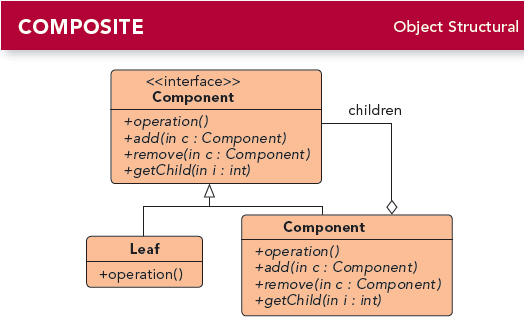 COMPOSITE
Object Structural
<<interface>>
Component
+operation()
+add(in c : Component)
+remove(in c : Component)
+getChild(in i : int)
children
Leaf
+operation()
Component
+operation()
+add(in c : Component)
+remove(in c : Component)
+getChild(in i : int)